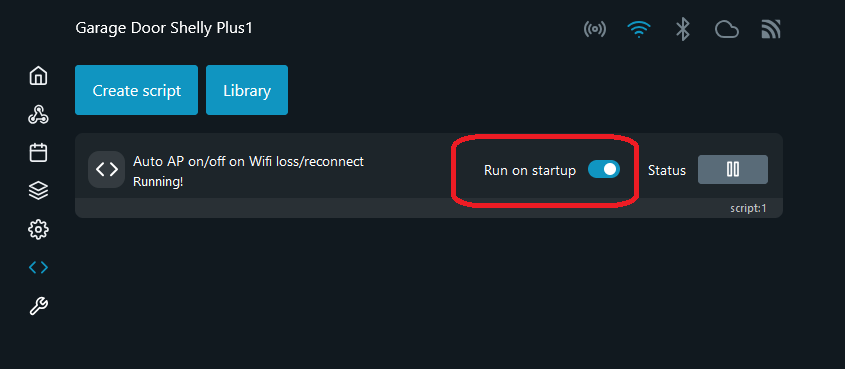 Garage Door Shelly Plus1
Create script
Library
Auto AP on/off on Wifi loss/reconnect
Running!
Run on startup
Status
script:1